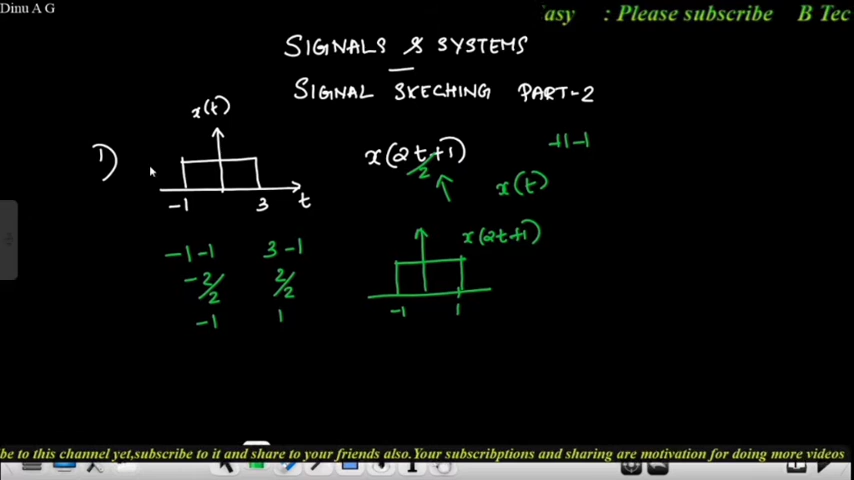 Dinu A G
asy : Please subscribe B Tec
SIGNALS & SYSTEMS
SIGNAL SKECHING PART-2
x(t)
1)
-1 3 t
x(2t+1)
2
+1-1
x(t)
x(2t+1)
-1 1
-1-1 3-1
-2/2 2/2
-1 1
be to this channel yet,subscribe to it and share to your friends also.Your subscribptions and sharing are motivation for doing more videos